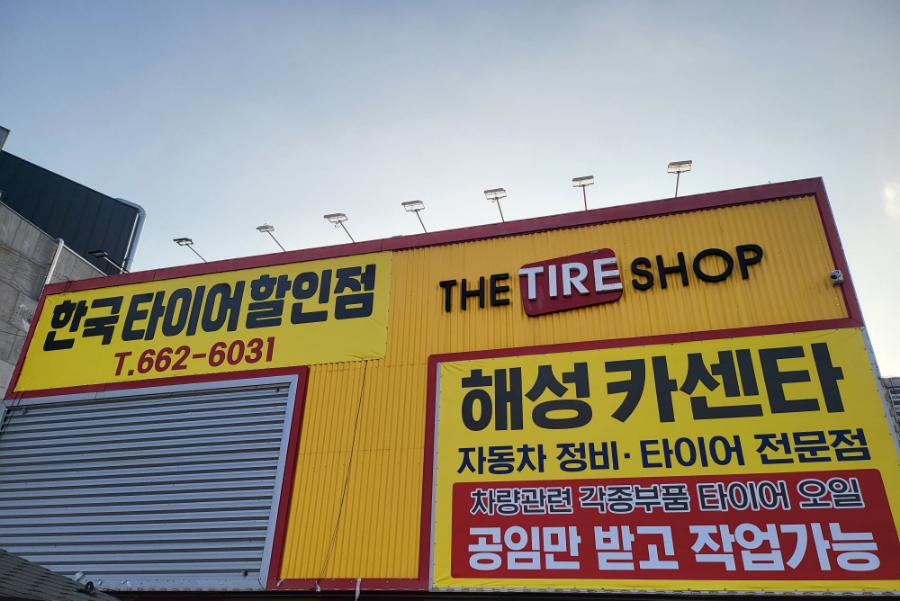 한국타이어할인점
T.662-6031
THE TIRE SHOP
해성 카센타
자동차 정비·타이어 전문점
차량관련 각종부품 타이어 오일
공임만 받고 작업가능